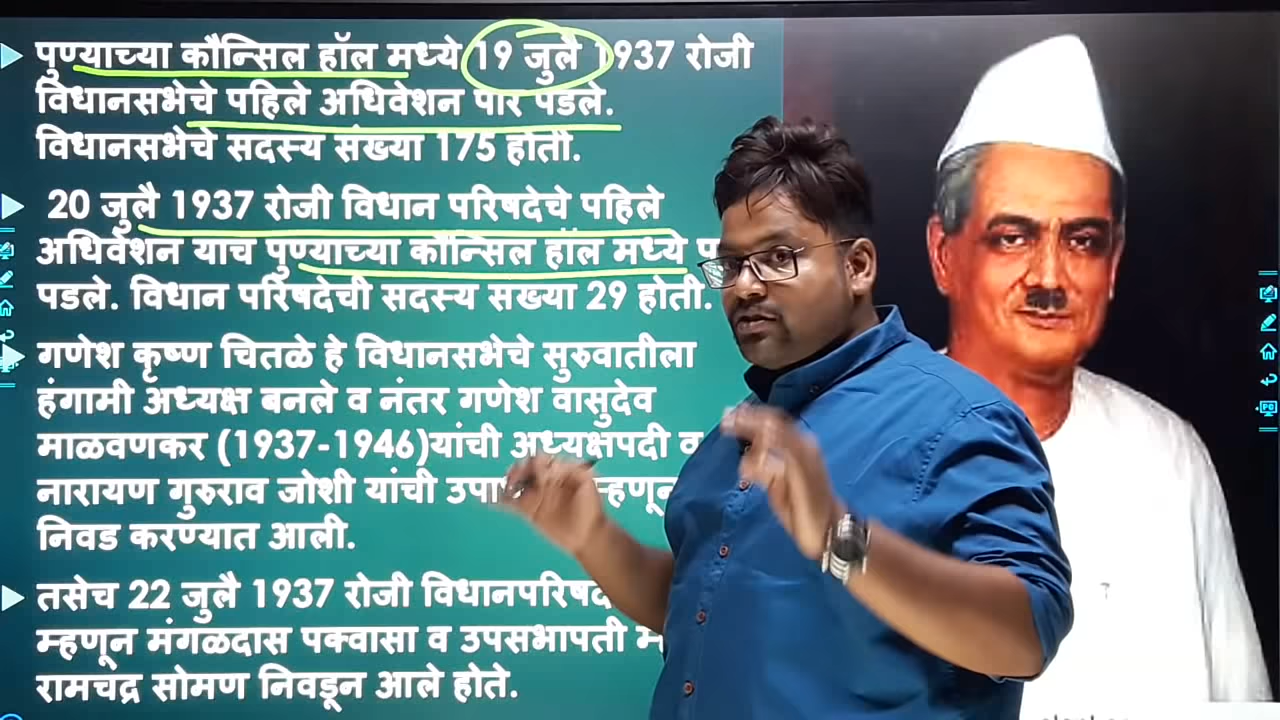 पुण्याच्या कौन्सिल हॉल मध्ये 19 जुलै 1937 रोजी
विधानसभेचे पहिले अधिवेशन पार पडले.
विधानसभेचे सदस्य संख्या 175 होती.
20 जुलै 1937 रोजी विधान परिषदेचे पहिले
अधिवेशन याच पुण्याच्या कौन्सिल हॉल मध्ये
पडले. विधान परिषदेची सदस्य संख्या 29 होती.
गणेश कृष्ण चितळे हे विधानसभेचे सुरुवातीला
हंगामी अध्यक्ष बनले व नंतर गणेश वासुदेव
माळवणकर (1937-1946)यांची अध्यक्षपदी व
नारायण गुरुराव जोशी यांची म्हणून
निवड करण्यात आली.
तसेच 22 जुलै 1937 रोजी
म्हणून मंगळदास पक्वासा व उपसभापती
रामचंद्र सोमण निवडून आले होते.